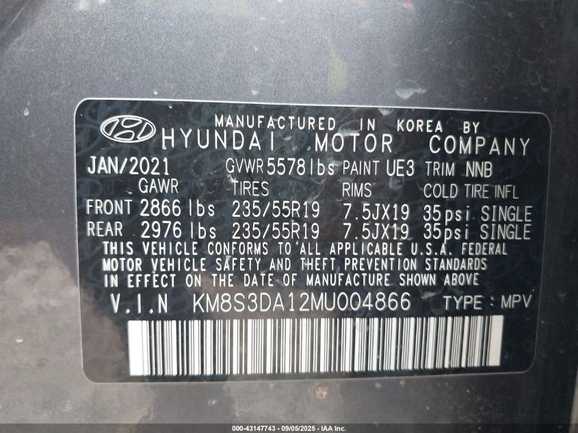 MANUFACTURED IN KOREA BY
HYUNDAI MOTOR COMPANY
JAN/2021 GVWR 5578lbs PAINT UE3 TRIM NNB
GAWR TIRES RIMS COLD TIRE INFL
FRONT 2866 lbs 235/55R19 7.5JX19 35psi SINGLE
REAR 2976 lbs 235/55R19 7.5JX19 35psi SINGLE
THIS VEHICLE CONFORMS TO ALL APPLICABLE U.S.A. FEDERAL
MOTOR VEHICLE SAFETY AND THEFT PREVENTION STANDARDS
IN EFFECT ON THE DATE OF MANUFACTURE SHOWN ABOVE
V.I.N KM8S3DA12MU004866 TYPE : MPV
000-43147743 - 09/05/2025 - IAA Inc.